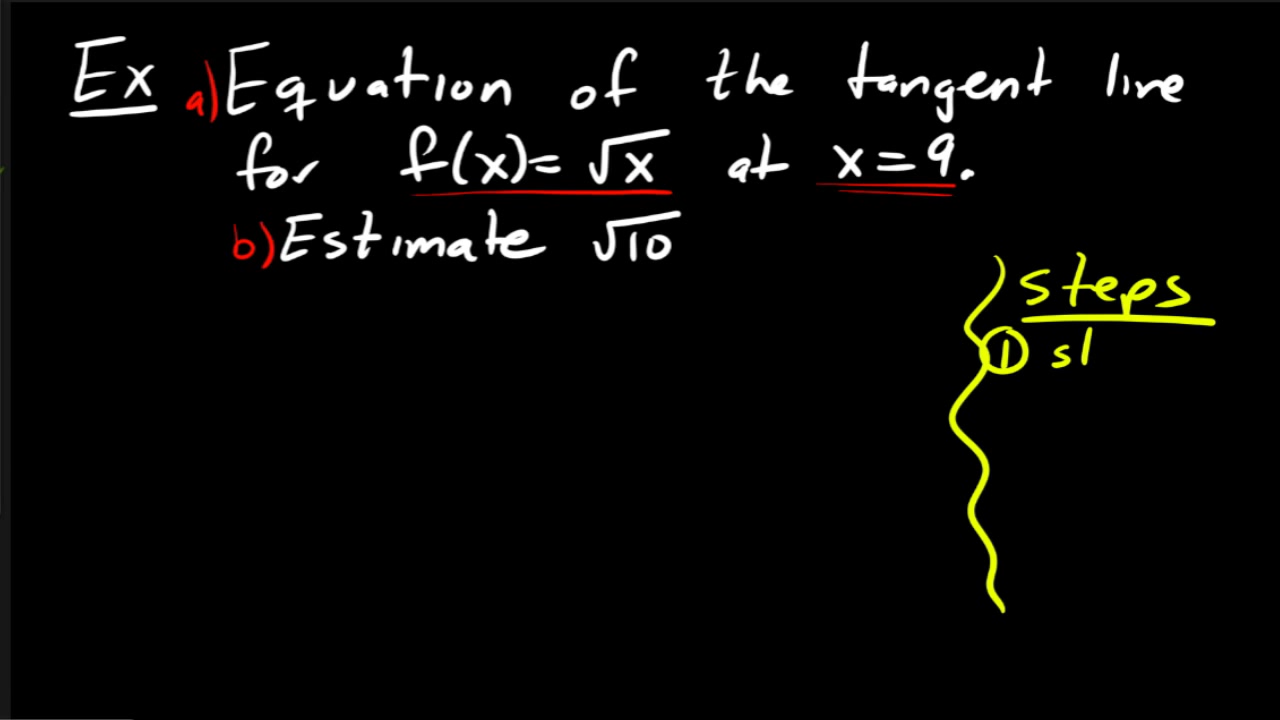 Ex a) Equation of the tangent line
for f(x)= √x at x=9.
b) Estimate √10
steps
① sl